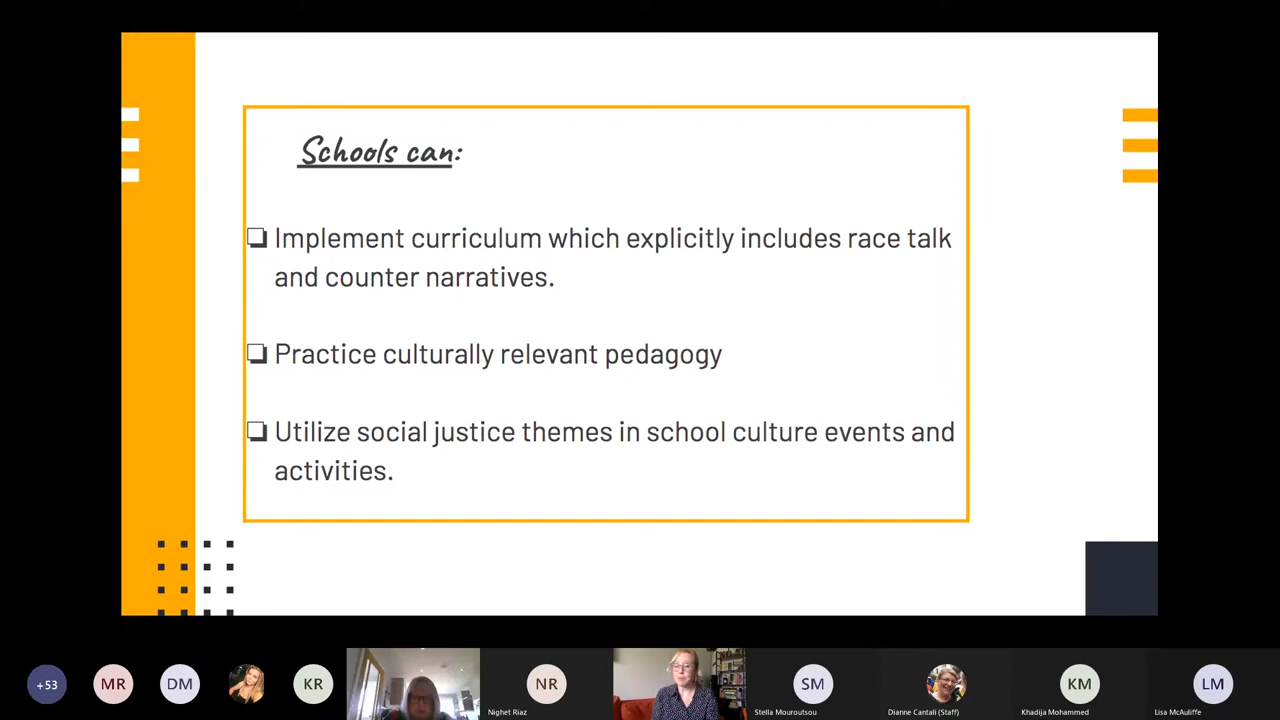 Schools can:
❏ Implement curriculum which explicitly includes race talk
and counter narratives.
❏ Practice culturally relevant pedagogy
❏ Utilize social justice themes in school culture events and
activities.
+53
MR
DM
KR
NR
Nighet Riaz
SM
Stella Mouroutsou
Dianne Cantali (Staff)
KM
Khadija Mohammed
LM
Lisa McAuliffe